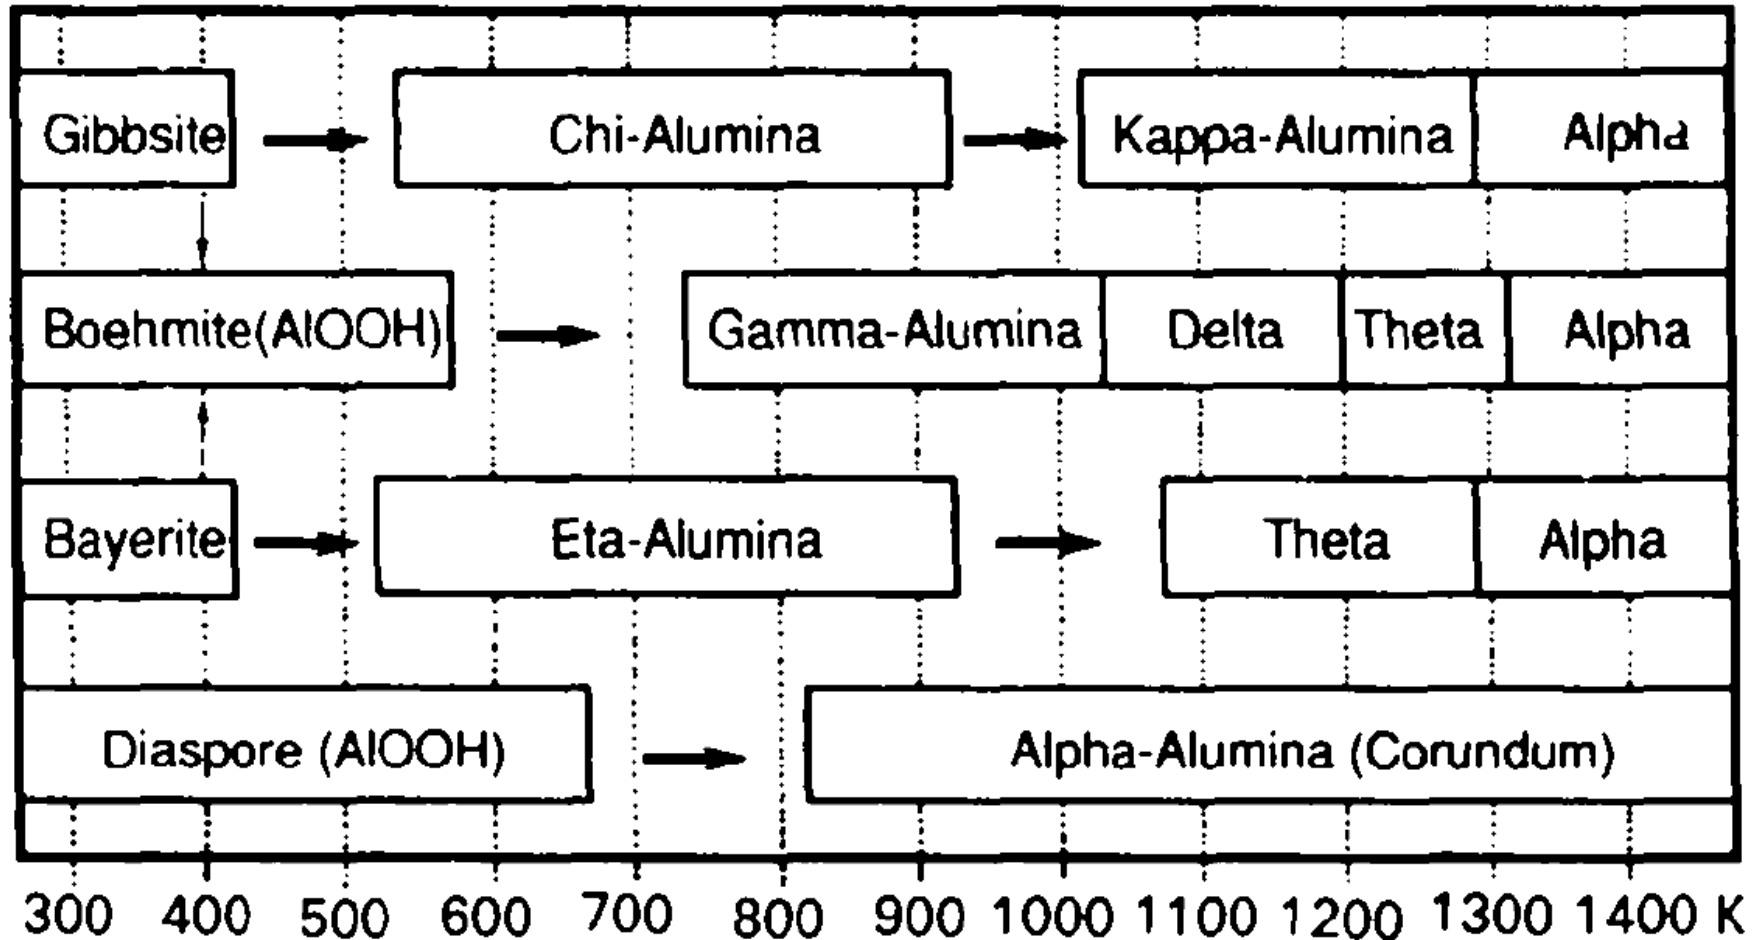 Gibbsite Chi-Alumina Kappa-Alumina Alpha
Boehmite(AlOOH) Gamma-Alumina Delta Theta Alpha
Bayerite Eta-Alumina Theta Alpha
Diaspore (AlOOH) Alpha-Alumina (Corundum)
300 400 500 600 700 800 900 1000 1100 1200 1300 1400 K